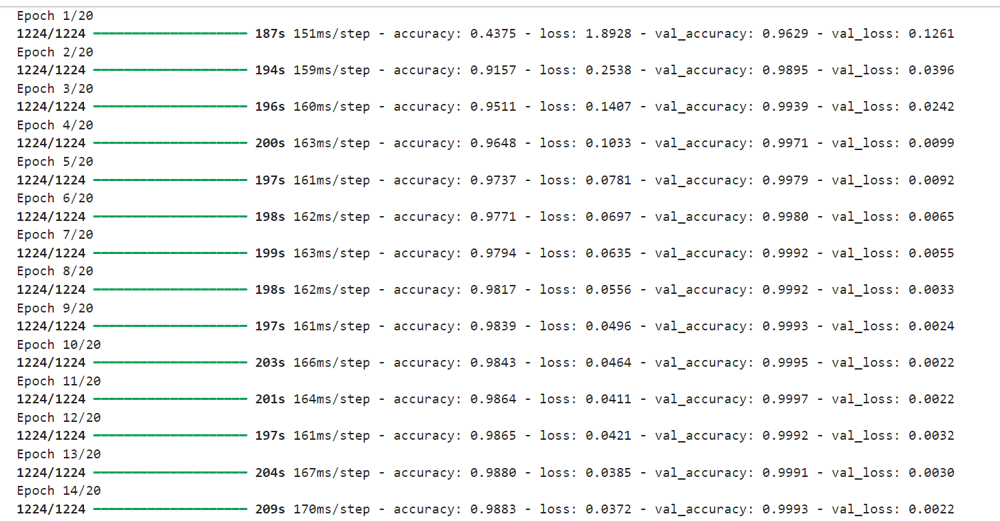 Epoch 1/20
1224/1224 ━━━━━━━━━━━━━━━━━━━━ 187s 151ms/step - accuracy: 0.4375 - loss: 1.8928 - val_accuracy: 0.9629 - val_loss: 0.1261
Epoch 2/20
1224/1224 ━━━━━━━━━━━━━━━━━━━━ 194s 159ms/step - accuracy: 0.9157 - loss: 0.2538 - val_accuracy: 0.9895 - val_loss: 0.0396
Epoch 3/20
1224/1224 ━━━━━━━━━━━━━━━━━━━━ 196s 160ms/step - accuracy: 0.9511 - loss: 0.1407 - val_accuracy: 0.9939 - val_loss: 0.0242
Epoch 4/20
1224/1224 ━━━━━━━━━━━━━━━━━━━━ 200s 163ms/step - accuracy: 0.9648 - loss: 0.1033 - val_accuracy: 0.9971 - val_loss: 0.0099
Epoch 5/20
1224/1224 ━━━━━━━━━━━━━━━━━━━━ 197s 161ms/step - accuracy: 0.9737 - loss: 0.0781 - val_accuracy: 0.9979 - val_loss: 0.0092
Epoch 6/20
1224/1224 ━━━━━━━━━━━━━━━━━━━━ 198s 162ms/step - accuracy: 0.9771 - loss: 0.0697 - val_accuracy: 0.9980 - val_loss: 0.0065
Epoch 7/20
1224/1224 ━━━━━━━━━━━━━━━━━━━━ 199s 163ms/step - accuracy: 0.9794 - loss: 0.0635 - val_accuracy: 0.9992 - val_loss: 0.0055
Epoch 8/20
1224/1224 ━━━━━━━━━━━━━━━━━━━━ 198s 162ms/step - accuracy: 0.9817 - loss: 0.0556 - val_accuracy: 0.9992 - val_loss: 0.0033
Epoch 9/20
1224/1224 ━━━━━━━━━━━━━━━━━━━━ 197s 161ms/step - accuracy: 0.9839 - loss: 0.0496 - val_accuracy: 0.9993 - val_loss: 0.0024
Epoch 10/20
1224/1224 ━━━━━━━━━━━━━━━━━━━━ 203s 166ms/step - accuracy: 0.9843 - loss: 0.0464 - val_accuracy: 0.9995 - val_loss: 0.0022
Epoch 11/20
1224/1224 ━━━━━━━━━━━━━━━━━━━━ 201s 164ms/step - accuracy: 0.9864 - loss: 0.0411 - val_accuracy: 0.9997 - val_loss: 0.0022
Epoch 12/20
1224/1224 ━━━━━━━━━━━━━━━━━━━━ 197s 161ms/step - accuracy: 0.9865 - loss: 0.0421 - val_accuracy: 0.9992 - val_loss: 0.0032
Epoch 13/20
1224/1224 ━━━━━━━━━━━━━━━━━━━━ 204s 167ms/step - accuracy: 0.9880 - loss: 0.0385 - val_accuracy: 0.9991 - val_loss: 0.0030
Epoch 14/20
1224/1224 ━━━━━━━━━━━━━━━━━━━━ 209s 170ms/step - accuracy: 0.9883 - loss: 0.0372 - val_accuracy: 0.9993 - val_loss: 0.0022